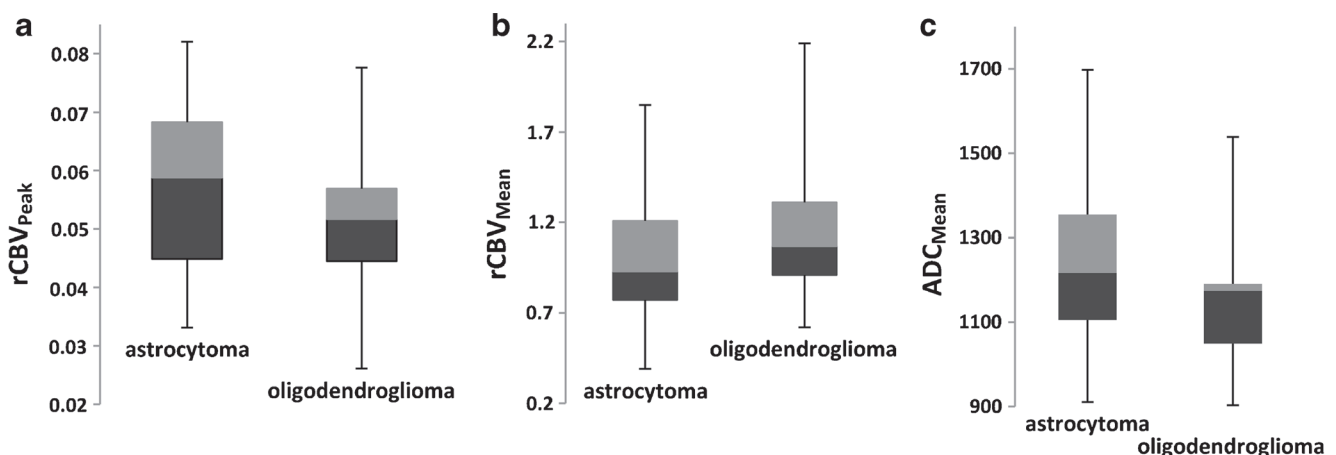 a
rCBVPeak
0.08
0.07
0.06
0.05
0.04
0.03
0.02
astrocytoma
oligodendroglioma
b
rCBVMean
2.2
1.7
1.2
0.7
0.2
astrocytoma
oligodendroglioma
c
ADCMean
1700
1500
1300
1100
900
astrocytoma
oligodendroglioma